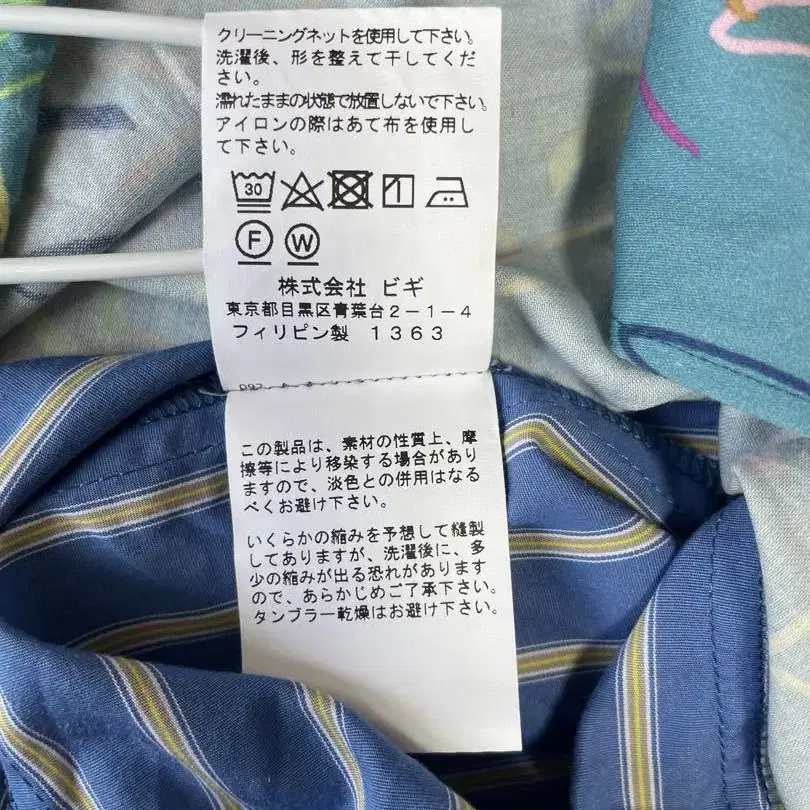 クリーニングネットを使用して下さい。
洗濯後、形を整えて干してくだ
さい。
濡れたままの状態で放置しないで下さい。
アイロンの際はあて布を使用し
て下さい。
30
F W
株式会社 ビギ
東京都目黒区青葉台2-1-4
フィリピン製 1363
この製品は、素材の性質上、摩
擦等により移染する場合があり
ますので、淡色との併用はなる
べくお避け下さい。
いくらかの縮みを予想して縫製
してありますが、洗濯後に、多
少の縮みが出る恐れがあります
ので、あらかじめご了承下さい。
タンブラー乾燥はお避け下さい。